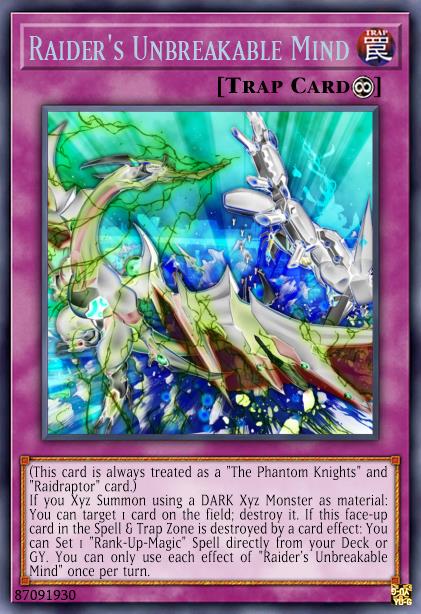 Raider's Unbreakable Mind
TRAP
罠
[Trap Card]
(This card is always treated as a "The Phantom Knights" and
"Raidraptor" card.)
If you Xyz Summon using a DARK Xyz Monster as material:
You can target 1 card on the field; destroy it. If this face-up
card in the Spell & Trap Zone is destroyed by a card effect: You
can Set 1 "Rank-Up-Magic" Spell directly from your Deck or
GY. You can only use each effect of "Raider's Unbreakable
Mind" once per turn.
87091930